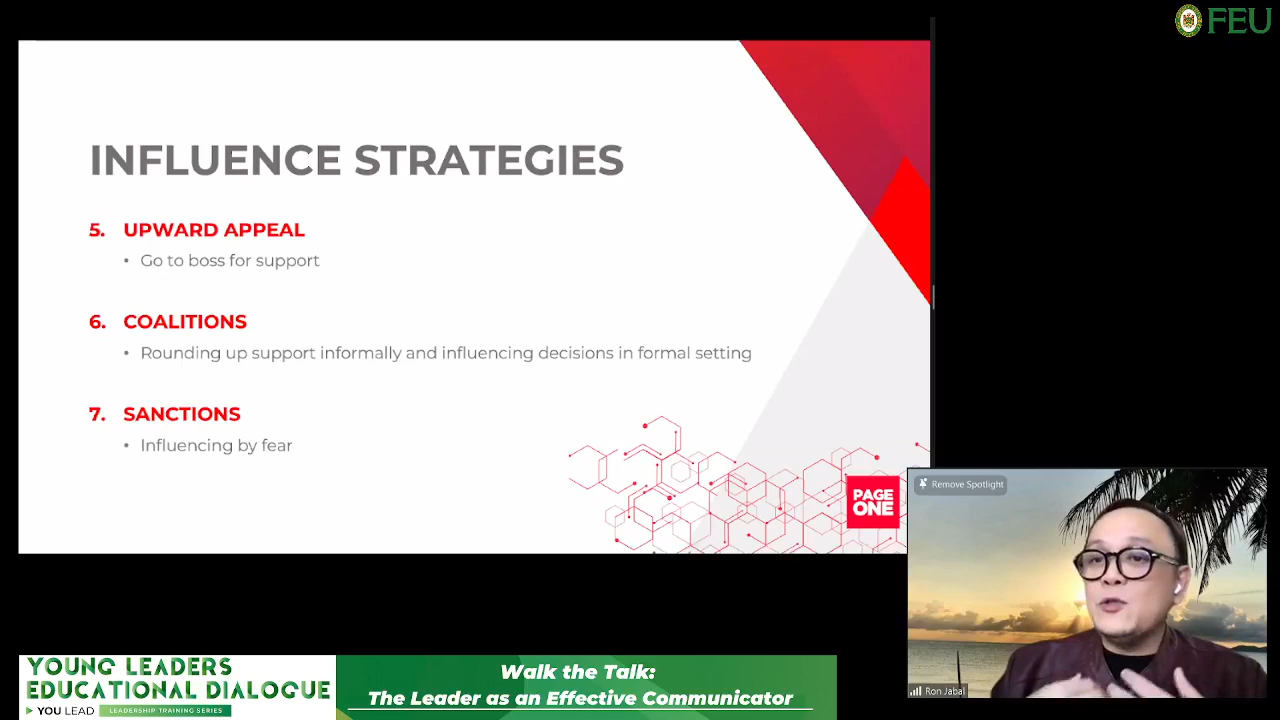 FEU
INFLUENCE STRATEGIES
5. UPWARD APPEAL
• Go to boss for support
6. COALITIONS
• Rounding up support informally and influencing decisions in formal setting
7. SANCTIONS
• Influencing by fear
PAGE
ONE
Remove Spotlight
Ron Jabal
YOUNG LEADERS
EDUCATIONAL DIALOGUE
YOU LEAD LEADERSHIP TRAINING SERIES
Walk the Talk:
The Leader as an Effective Communicator